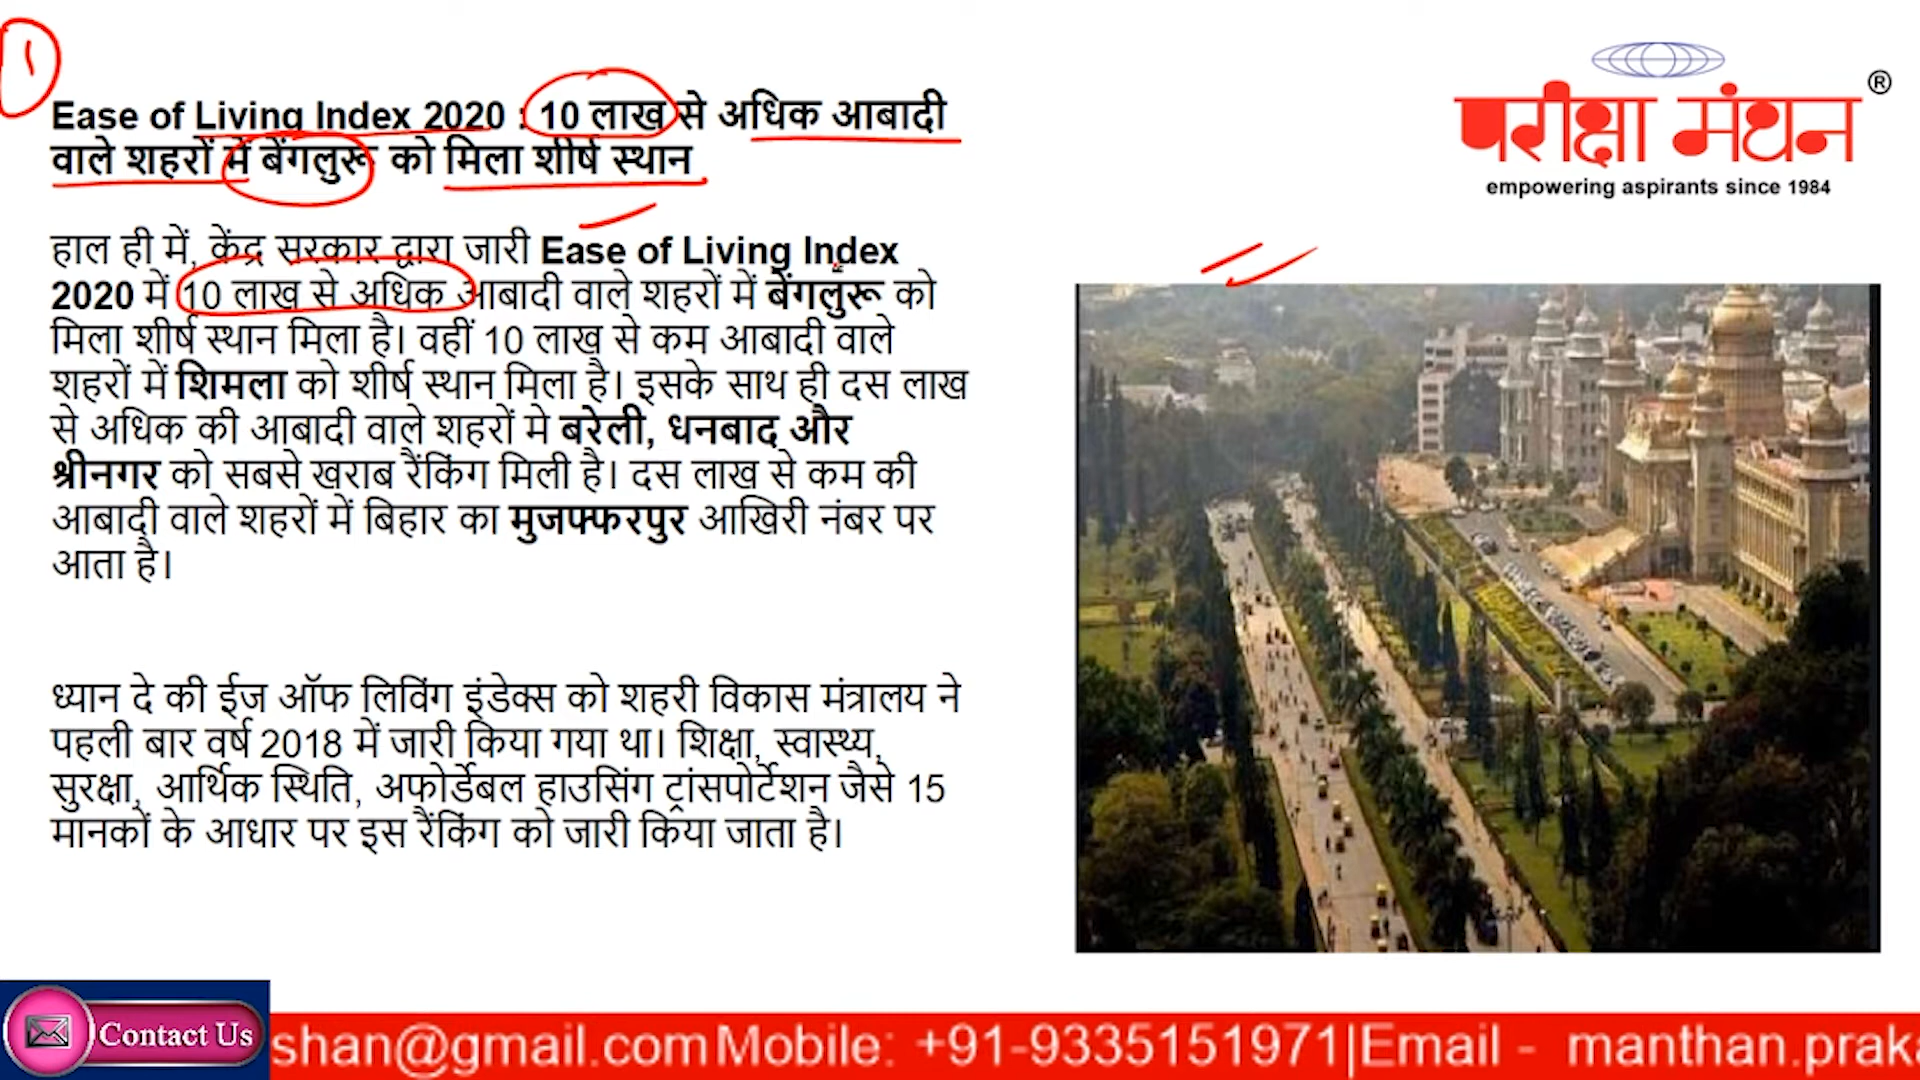 1
Ease of Living Index 2020 : 10 लाख से अधिक आबादी
वाले शहरों में बेंगलुरू को मिला शीर्ष स्थान
परीक्षा मंथन ®
empowering aspirants since 1984
हाल ही में, केंद्र सरकार द्वारा जारी Ease of Living Index
2020 में 10 लाख से अधिक आबादी वाले शहरों में बेंगलुरू को
मिला शीर्ष स्थान मिला है। वहीं 10 लाख से कम आबादी वाले
शहरों में शिमला को शीर्ष स्थान मिला है। इसके साथ ही दस लाख
से अधिक की आबादी वाले शहरों मे बरेली, धनबाद और
श्रीनगर को सबसे खराब रैंकिंग मिली है। दस लाख से कम की
आबादी वाले शहरों में बिहार का मुजफ्फरपुर आखिरी नंबर पर
आता है।
ध्यान दे की ईज ऑफ लिविंग इंडेक्स को शहरी विकास मंत्रालय ने
पहली बार वर्ष 2018 में जारी किया गया था। शिक्षा, स्वास्थ्य,
सुरक्षा, आर्थिक स्थिति, अफोर्डेबल हाउसिंग ट्रांसपोर्टेशन जैसे 15
मानकों के आधार पर इस रैंकिंग को जारी किया जाता है।
Contact Us
shan@gmail.com Mobile: +91-9335151971|Email - manthan.praka